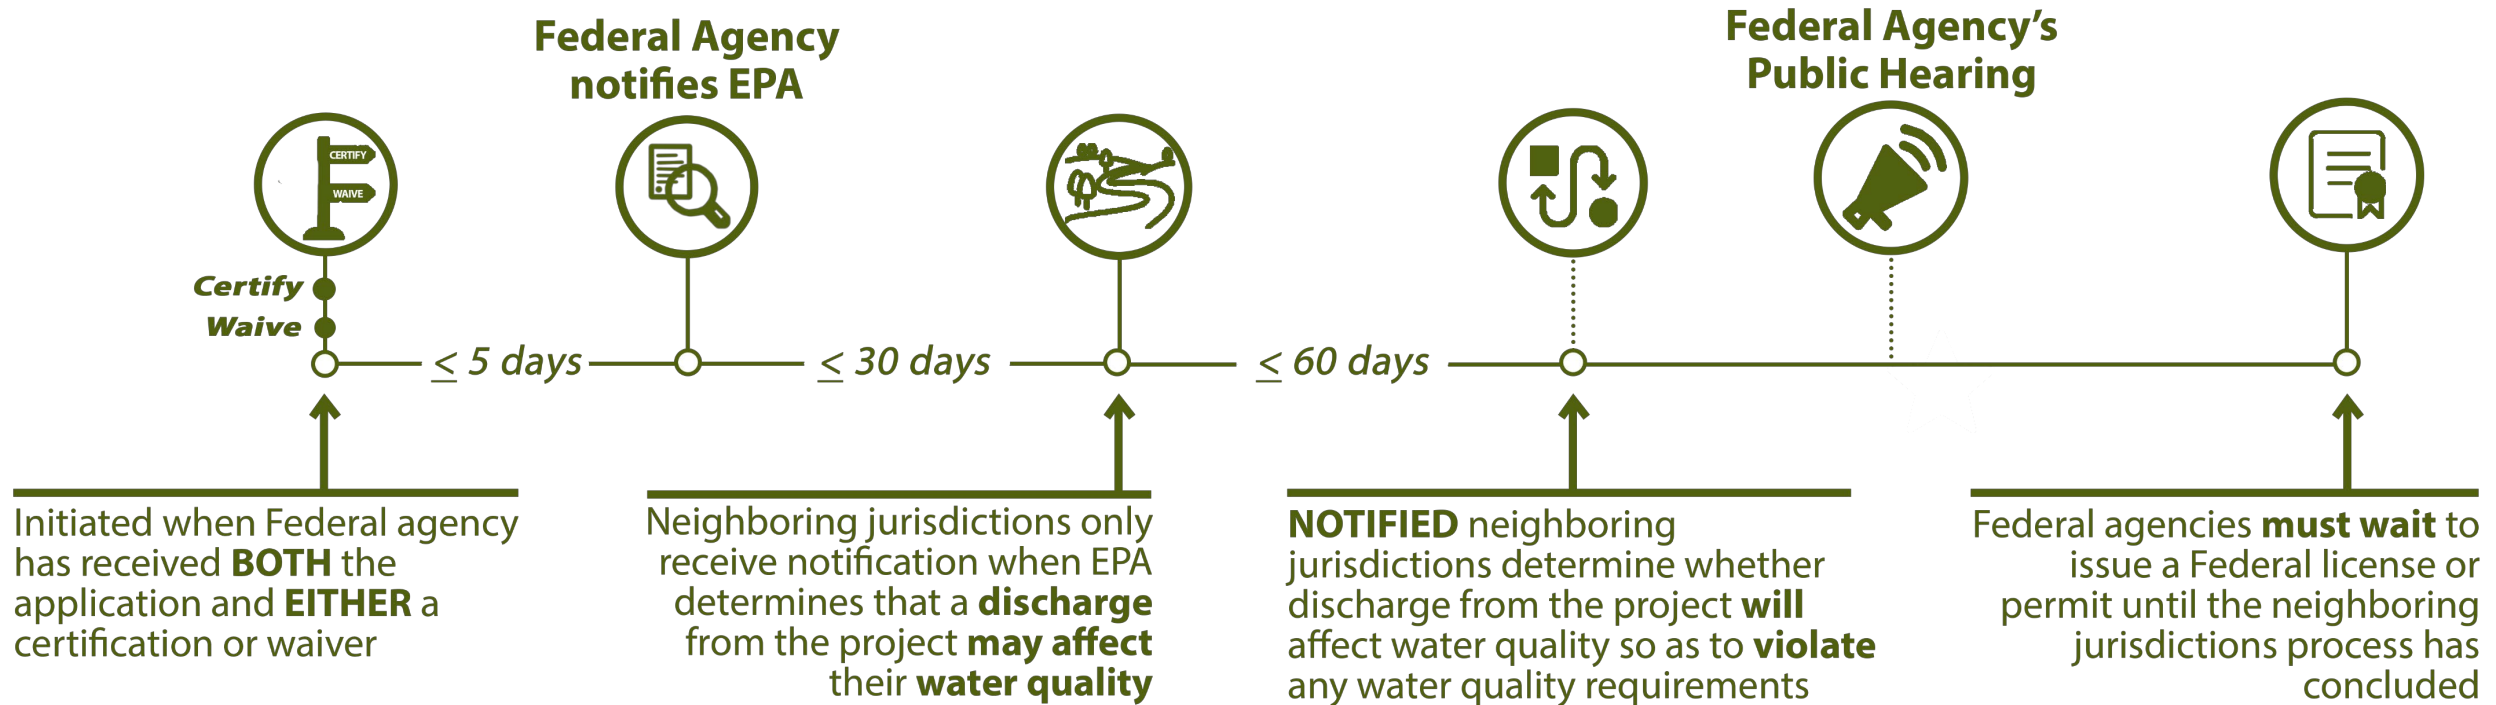 Federal Agency
notifies EPA
Federal Agency's
Public Hearing
CERTIFY
WAIVE
Certify
Waive
≤ 5 days
≤ 30 days
≤ 60 days
Initiated when Federal agency
has received BOTH the
application and EITHER a
certification or waiver
Neighboring jurisdictions only
receive notification when EPA
determines that a discharge
from the project may affect
their water quality
NOTIFIED neighboring
jurisdictions determine whether
discharge from the project will
affect water quality so as to violate
any water quality requirements
Federal agencies must wait to
issue a Federal license or
permit until the neighboring
jurisdictions process has
concluded